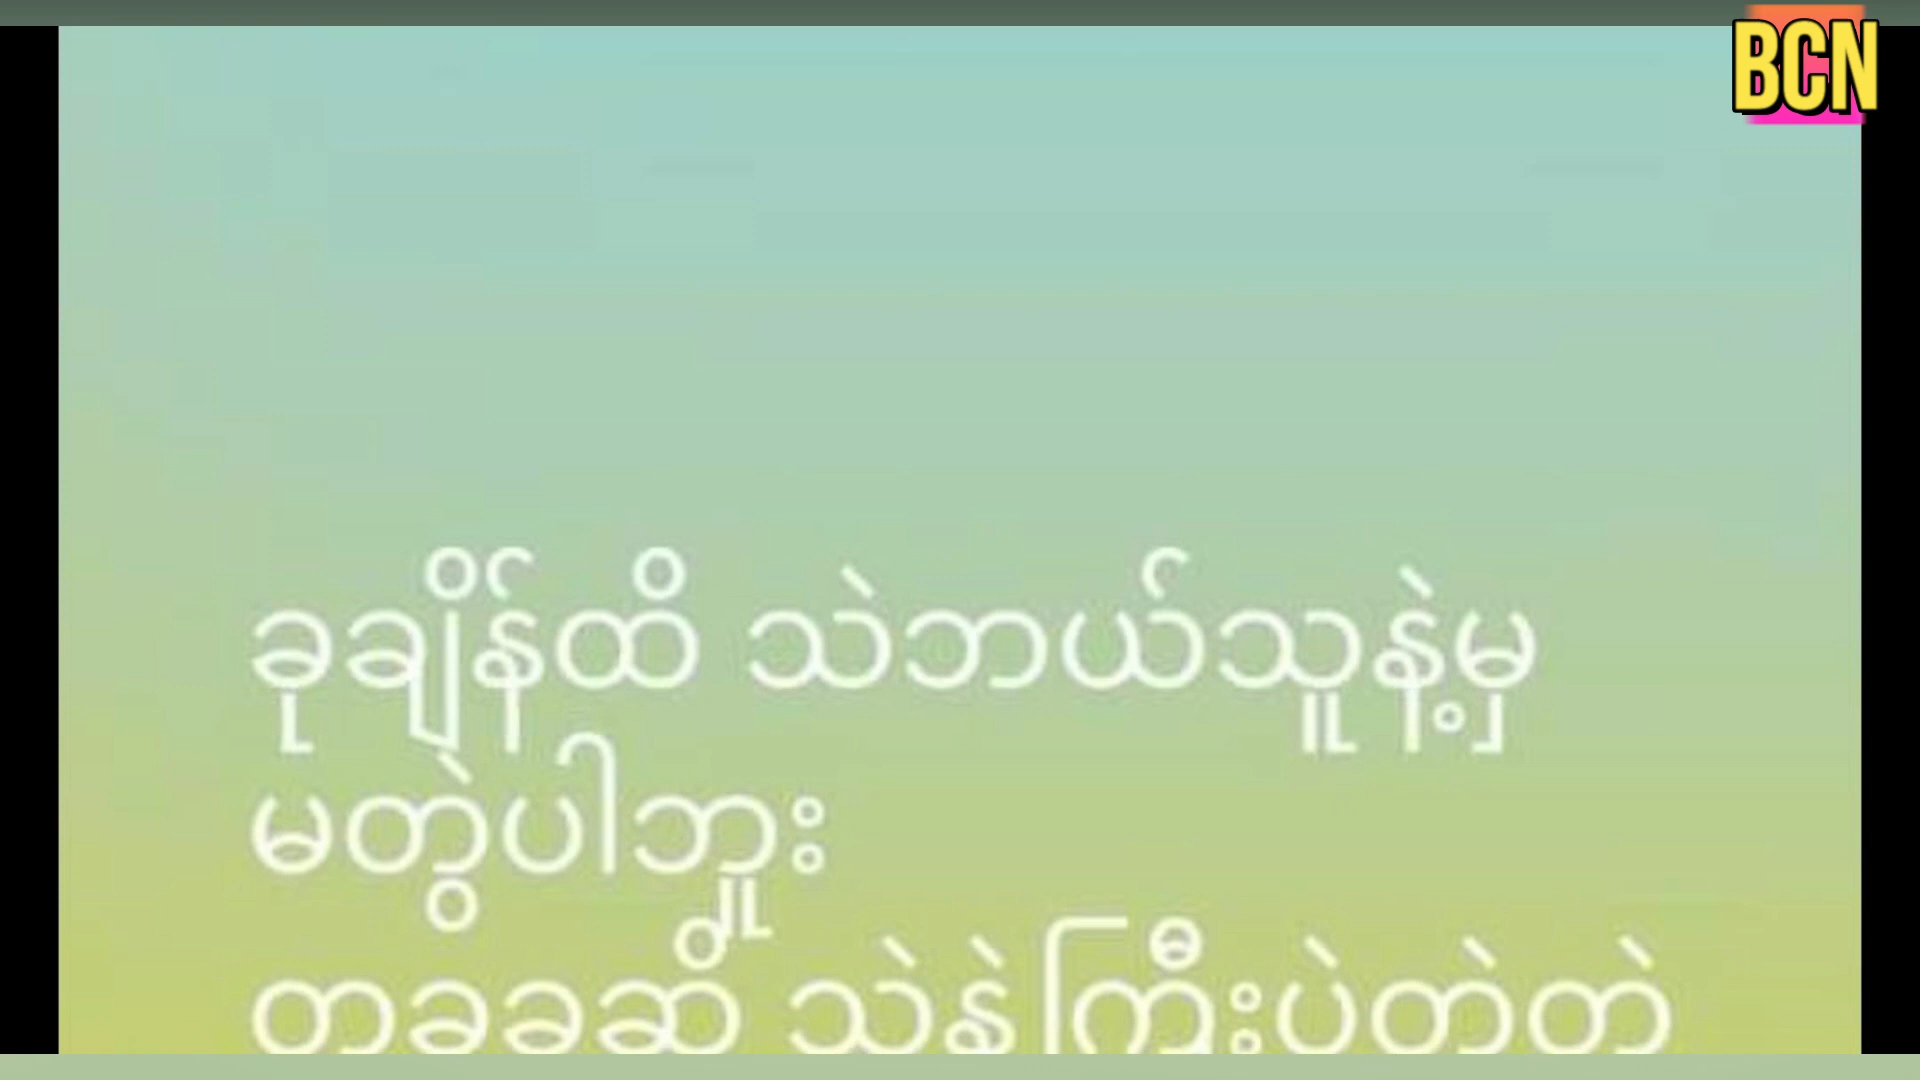 BCN
ခုချိန်ထိ သဲဘယ်သူနဲ့မှ
မတွဲပါဘူး
တခခဆို သဲနဲကြီးပဲတဲတဲ